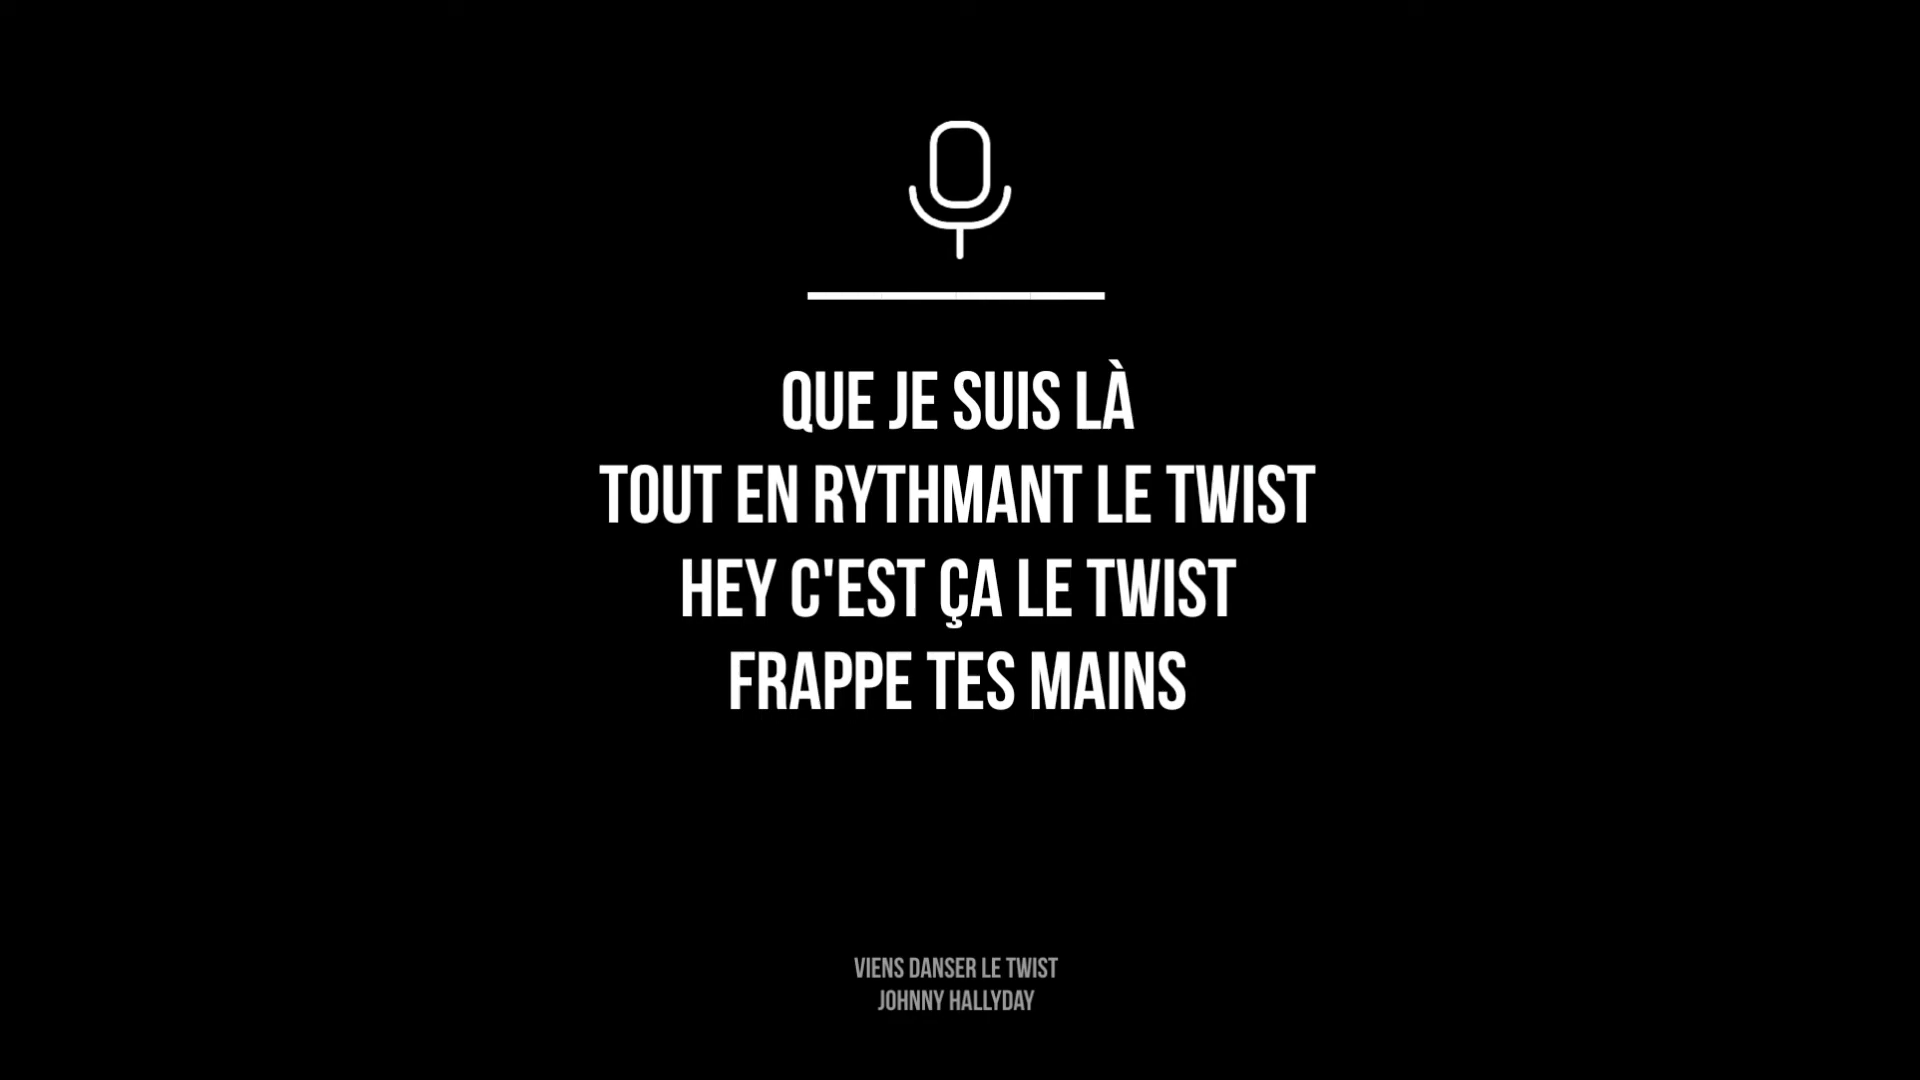 QUE JE SUIS LÀ
TOUT EN RYTHMANT LE TWIST
HEY C'EST ÇA LE TWIST
FRAPPE TES MAINS
VIENS DANSER LE TWIST
JOHNNY HALLYDAY